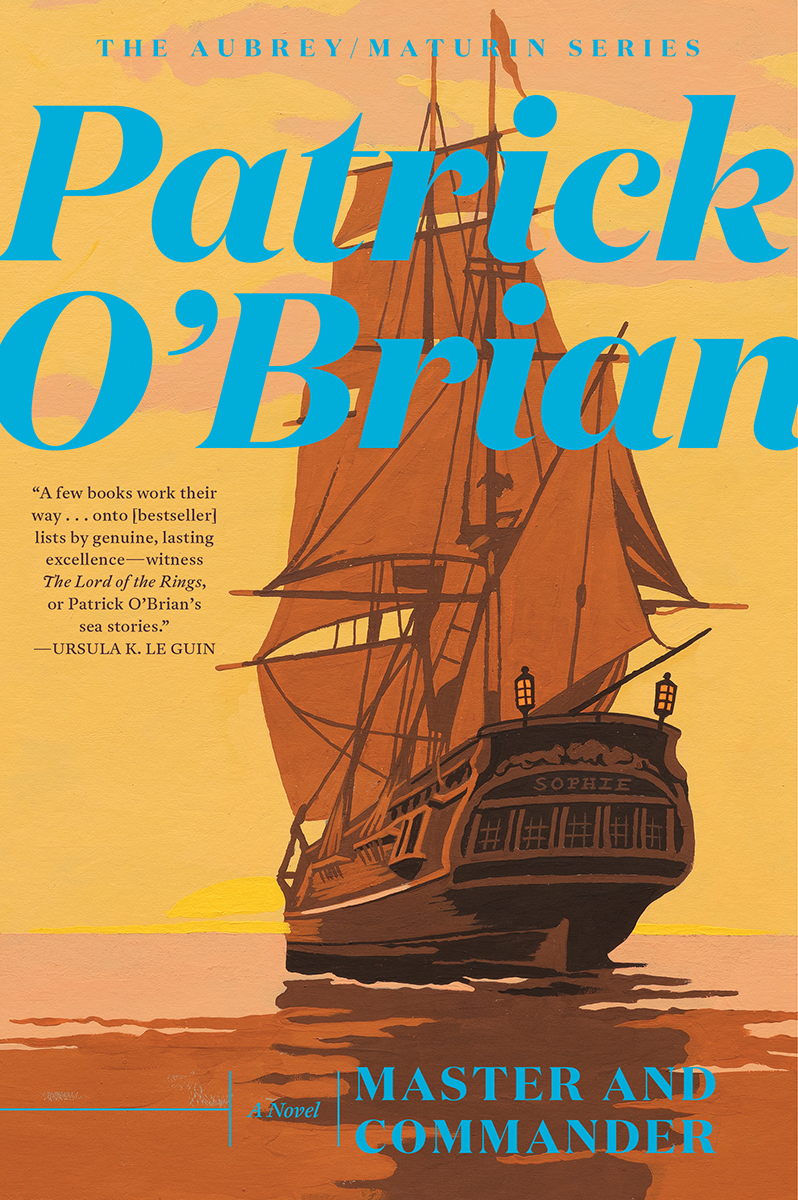 THE AUBREY/MATURIN SERIES
Patrick
O’Brian
“A few books work their
way . . . onto [bestseller]
lists by genuine, lasting
excellence—witness
The Lord of the Rings,
or Patrick O’Brian’s
sea stories.”
—URSULA K. LE GUIN
SOPHIE
A Novel
MASTER AND
COMMANDER